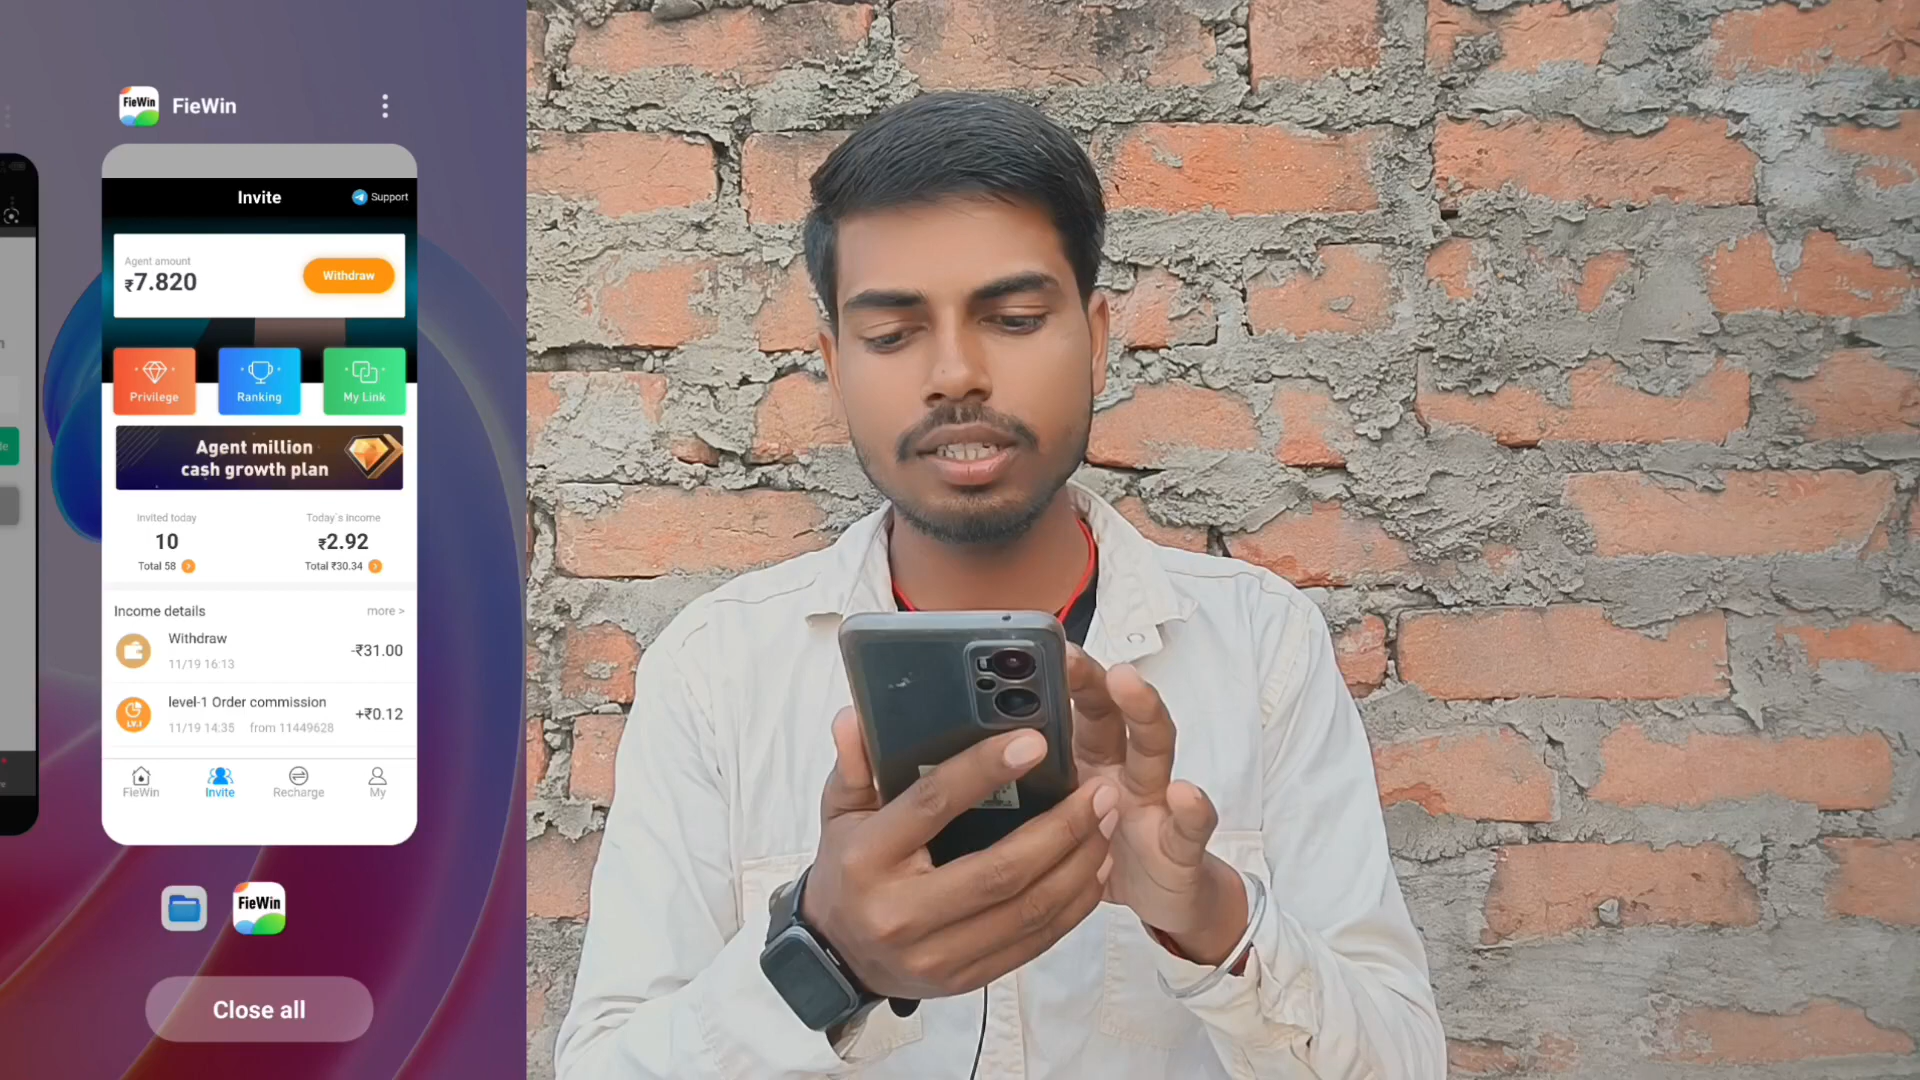 FieWin
FieWin
Invite
Support
Agent amount
₹7.820
Withdraw
Privilege
Ranking
My Link
Agent million
cash growth plan
Invited today
Today`s income
10
₹2.92
Total 58
Total ₹30.34
Income details
more >
Withdraw
-₹31.00
11/19 16:13
level-1 Order commission
+₹0.12
LV.1
11/19 14:35 from 11449628
FieWin
Invite
Recharge
My
FieWin
Close all